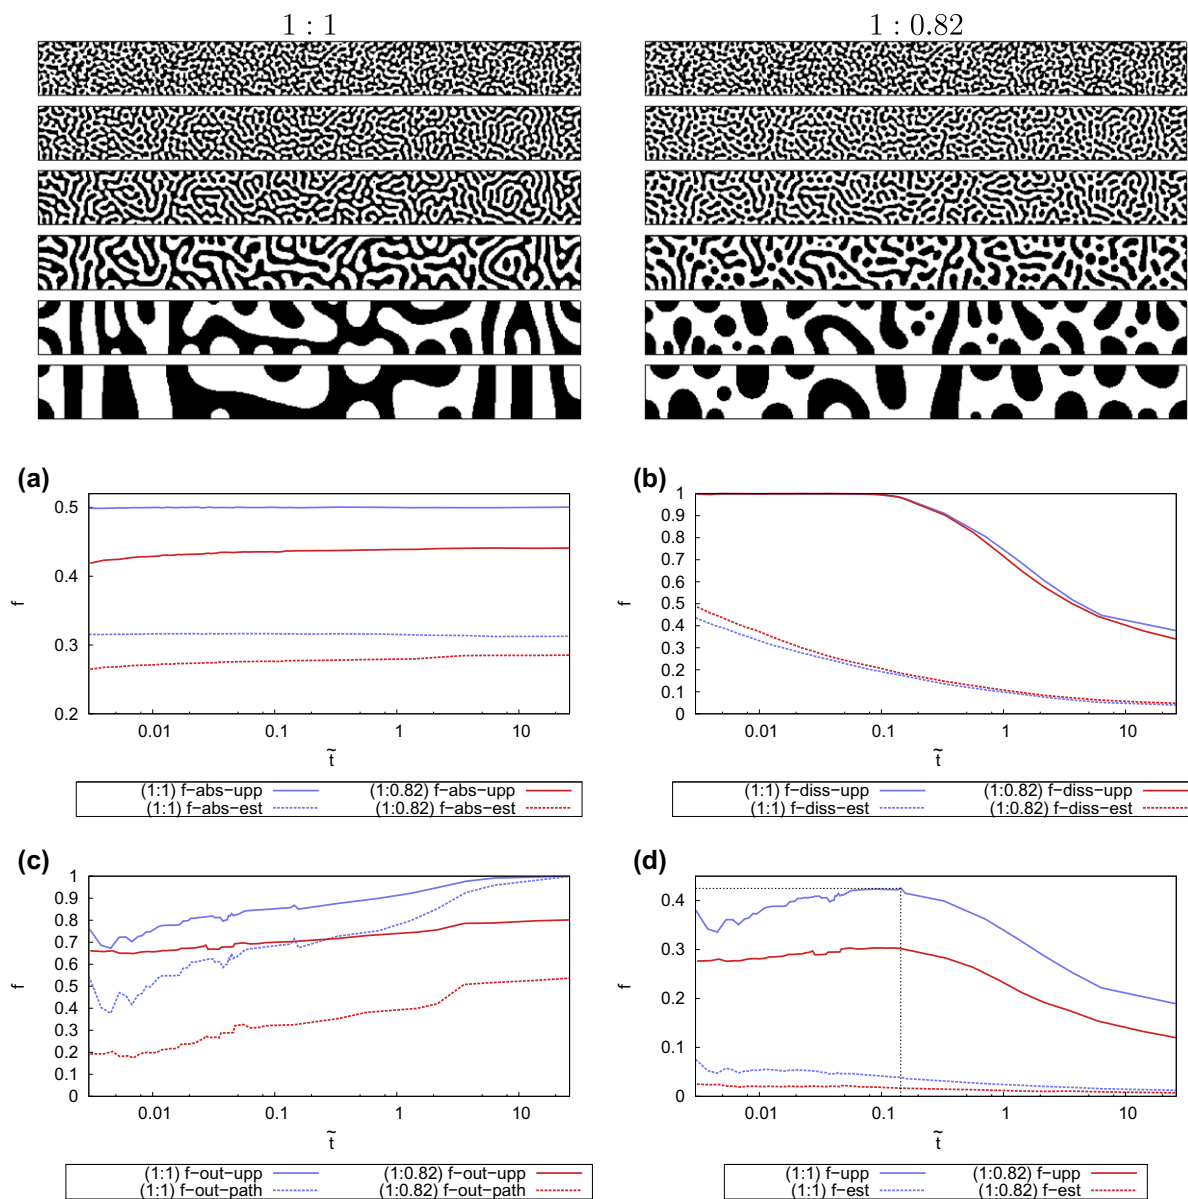 1 : 1
1 : 0.82
(a)
0.5
0.4
0.3
0.2
f
0.01
0.1
1
10
t̃
(1:1) f-abs-upp
(1:0.82) f-abs-upp
(1:1) f-abs-est
(1:0.82) f-abs-est
(b)
1
0.9
0.8
0.7
0.6
0.5
0.4
0.3
0.2
0.1
0
f
0.01
0.1
1
10
t̃
(1:1) f-diss-upp
(1:0.82) f-diss-upp
(1:1) f-diss-est
(1:0.82) f-diss-est
(c)
1
0.9
0.8
0.7
0.6
0.5
0.4
0.3
0.2
0.1
0
f
0.01
0.1
1
10
t̃
(1:1) f-out-upp
(1:0.82) f-out-upp
(1:1) f-out-path
(1:0.82) f-out-path
(d)
0.4
0.3
0.2
0.1
0
f
0.01
0.1
1
10
t̃
(1:1) f-upp
(1:0.82) f-upp
(1:1) f-est
(1:0.82) f-est